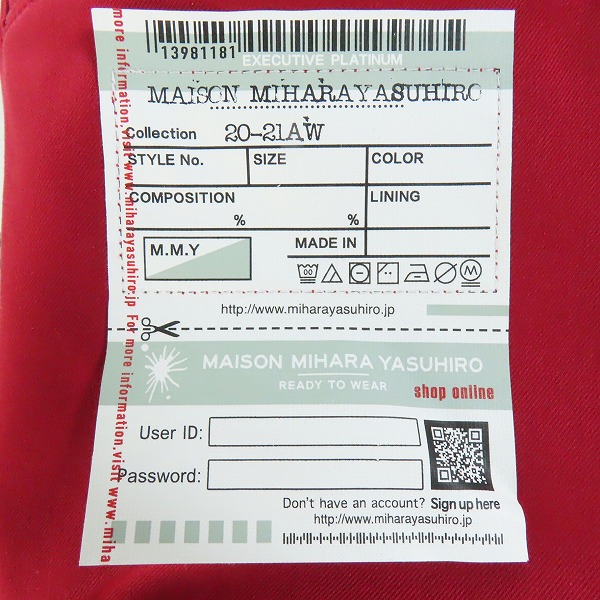 13981181
EXECUTIVE PLATINUM
MAISON MIHARAYASUHIRO
Collection 20-21AW
STYLE No. SIZE COLOR
COMPOSITION LINING
% %
M.M.Y MADE IN
http://www.miharayasuhiro.jp
MAISON MIHARA YASUHIRO
READY TO WEAR
shop online
User ID:
Password:
Don't have an account? Sign up here
http://www.miharayasuhiro.jp
more information.visit www.miharayasuhiro.jp For more information.visit www.miha